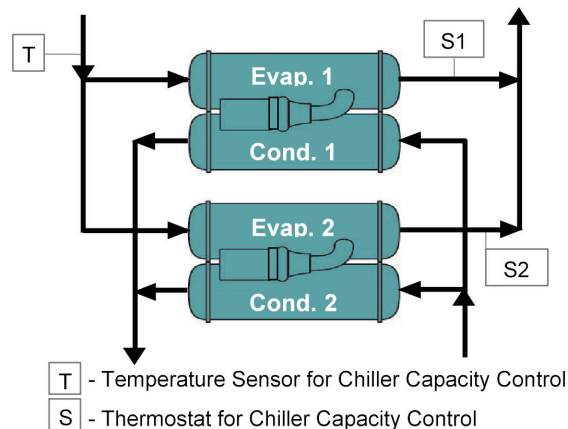 T
S1
Evap. 1
Cond. 1
Evap. 2
S2
Cond. 2
T - Temperature Sensor for Chiller Capacity Control
S - Thermostat for Chiller Capacity Control